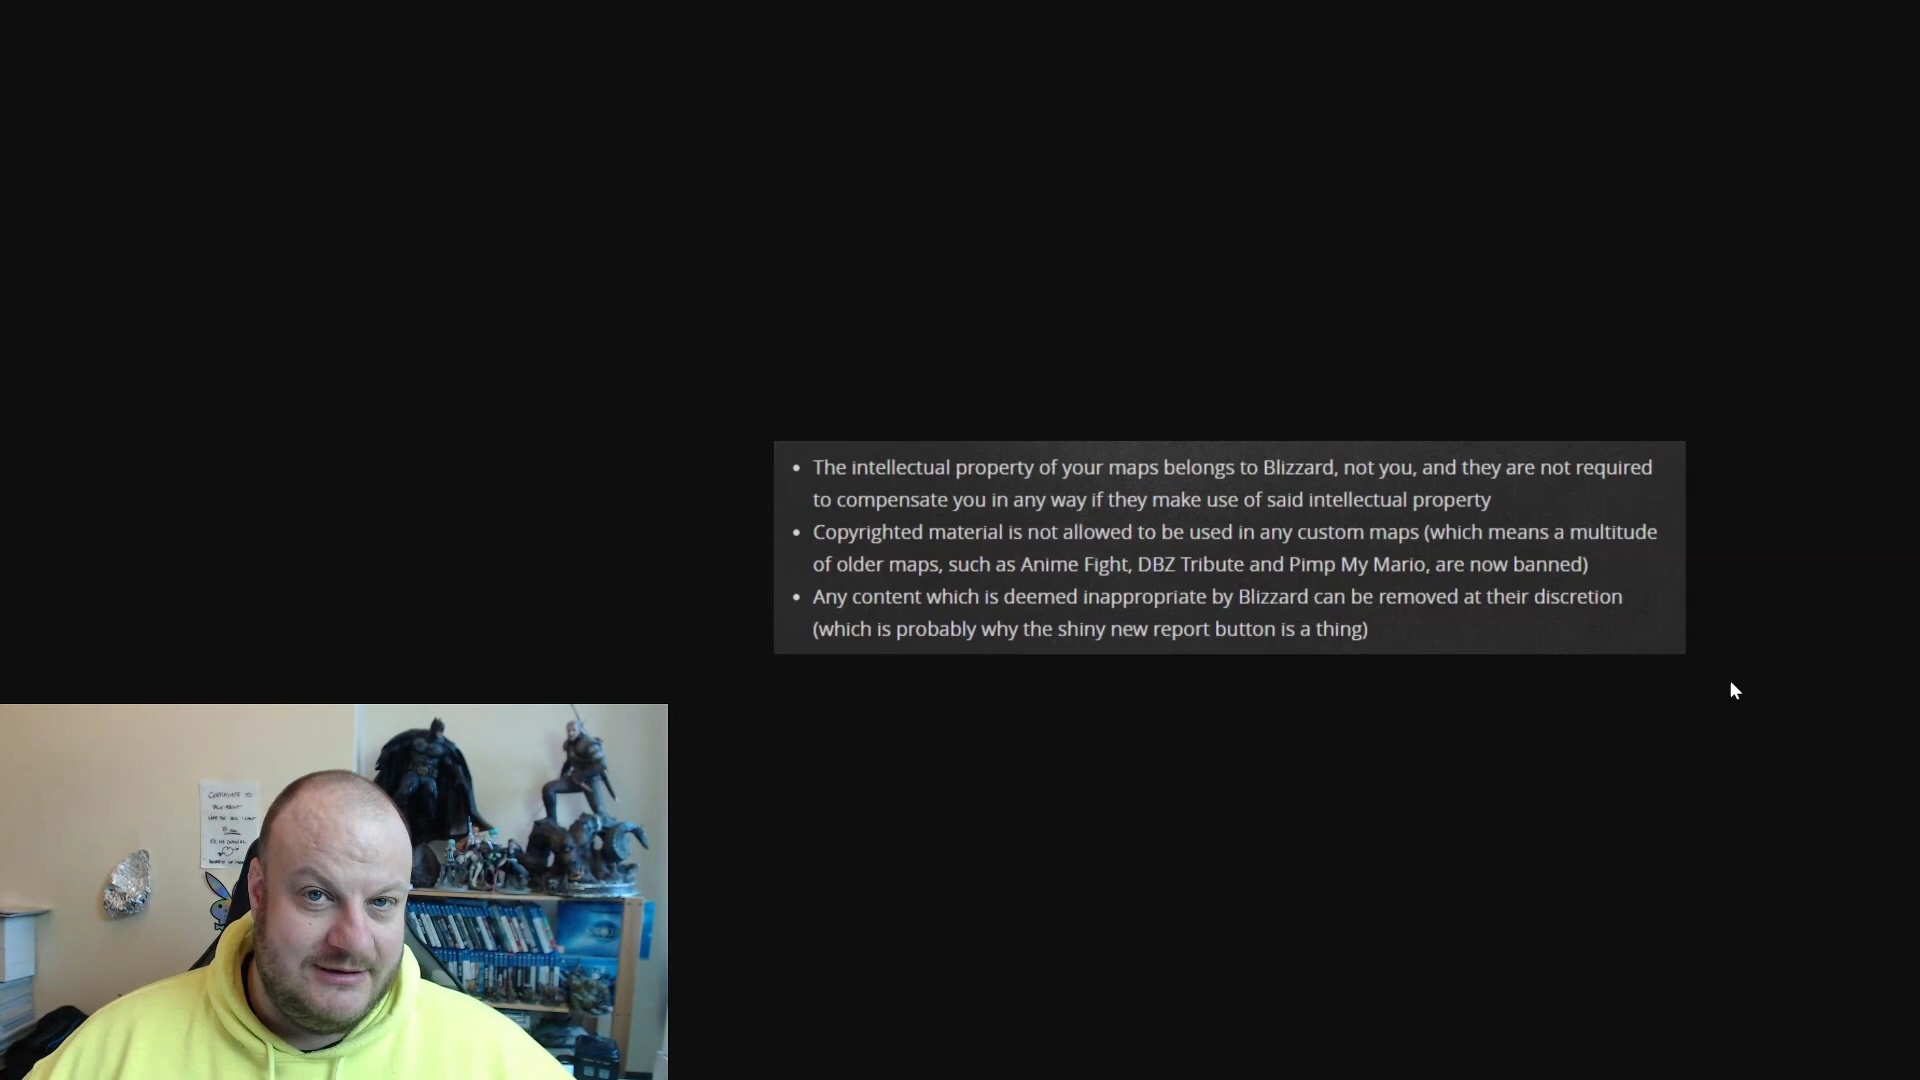 • The intellectual property of your maps belongs to Blizzard, not you, and they are not required
to compensate you in any way if they make use of said intellectual property
• Copyrighted material is not allowed to be used in any custom maps (which means a multitude
of older maps, such as Anime Fight, DBZ Tribute and Pimp My Mario, are now banned)
• Any content which is deemed inappropriate by Blizzard can be removed at their discretion
(which is probably why the shiny new report button is a thing)
CERTIFICATE TO